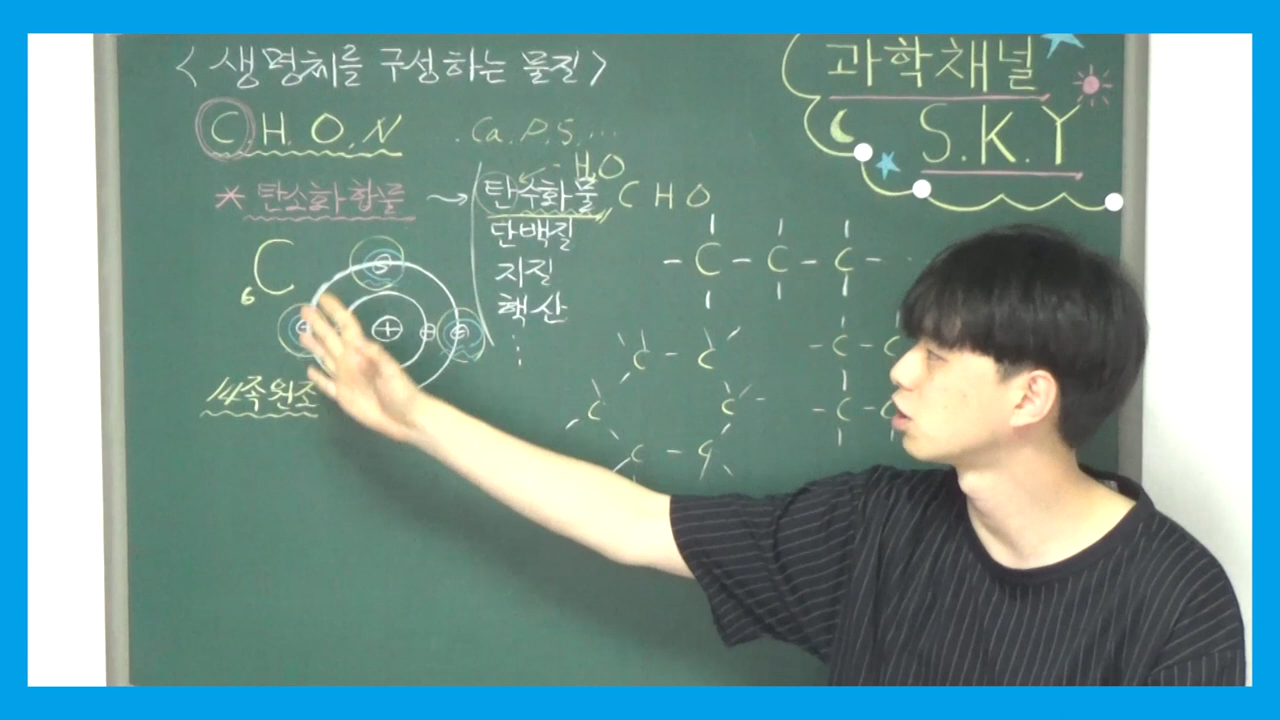 <생명체를 구성하는 물질>
C.H.O.N .Ca.P.S....
* 탄소화합물 → 탄수화물 C H O
H₂O
단백질
지질
핵산
⋮
₆C
14족원소
과학채널
S.K.Y
- C - C - C - ..
C - C
- C - C
C C -
- C - C
C - C